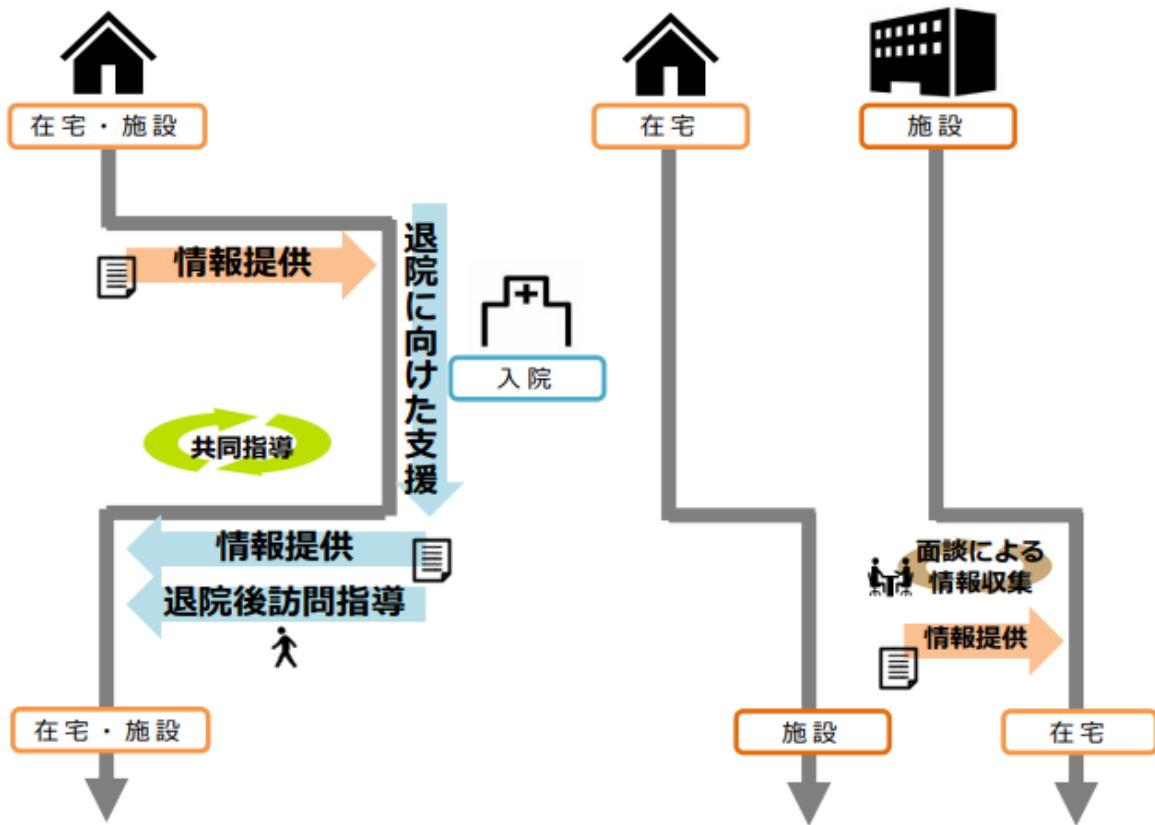 在宅・施設
情報提供
退院に向けた支援
入院
共同指導
情報提供
退院後訪問指導
在宅・施設
在宅
施設
面談による
情報収集
情報提供
施設
在宅